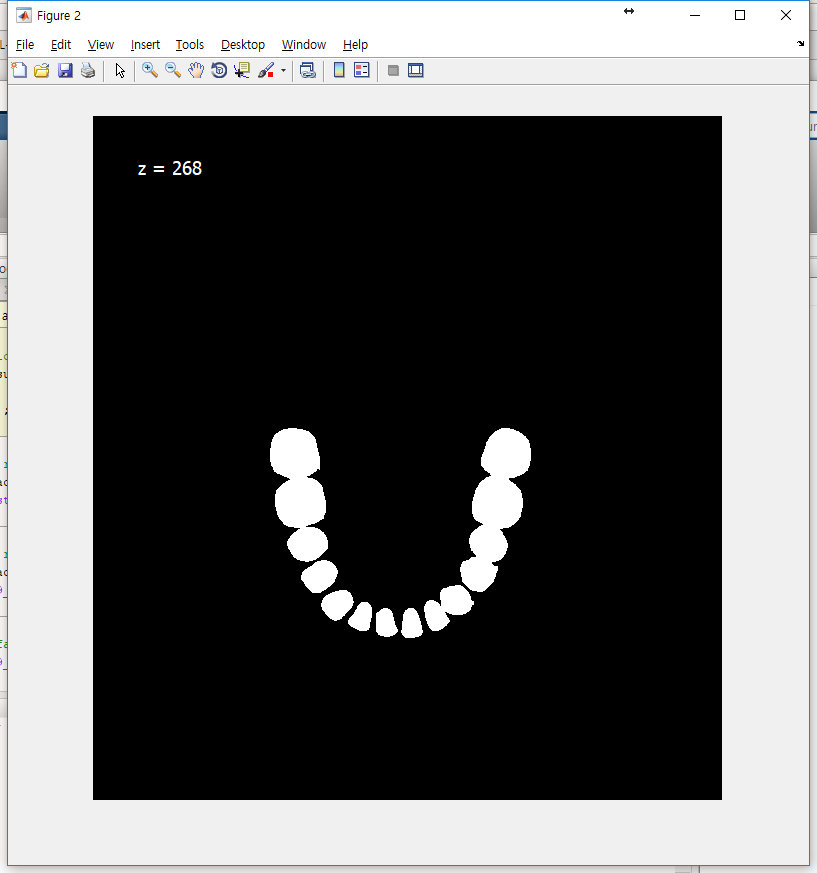 Figure 2
File Edit View Insert Tools Desktop Window Help
z = 268